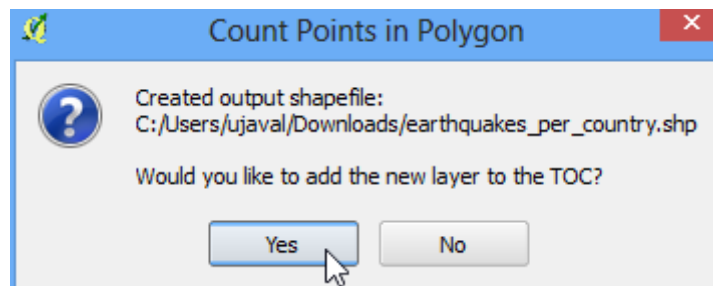 Count Points in Polygon
Created output shapefile:
C:/Users/ujaval/Downloads/earthquakes_per_country.shp
Would you like to add the new layer to the TOC?
Yes
No